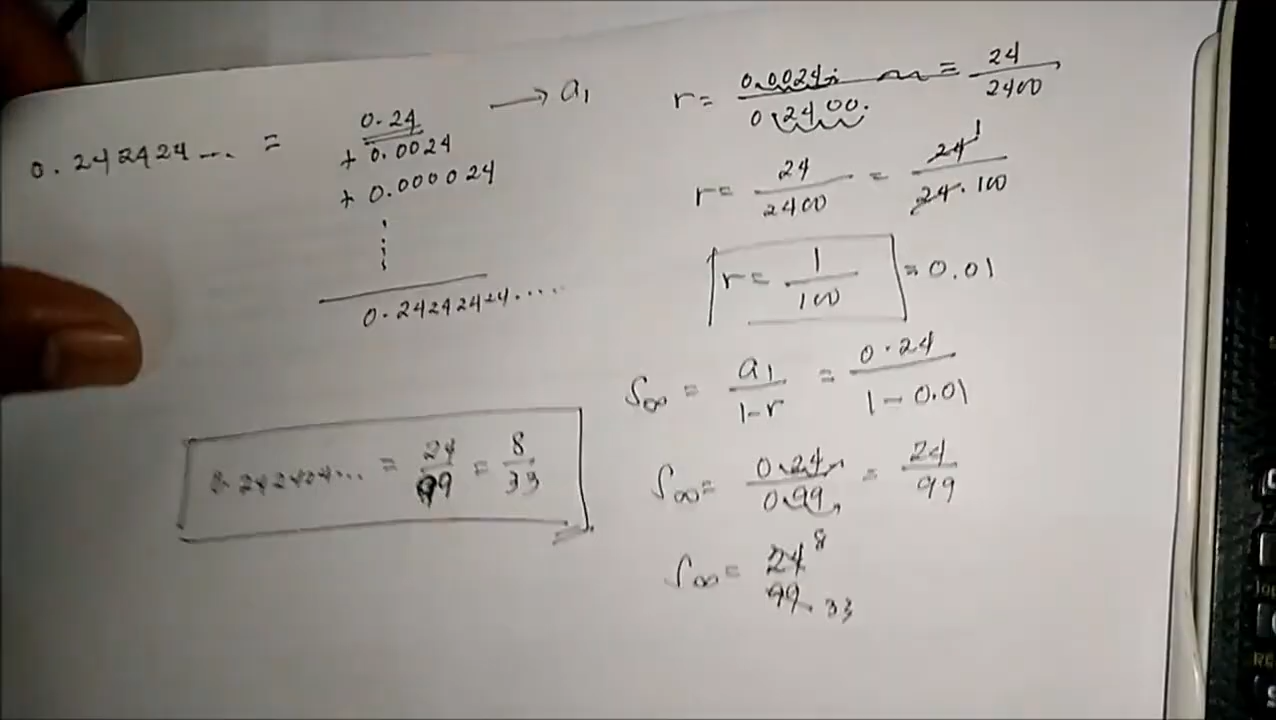 0.242424... = 0.24 → a₁
+ 0.0024
+ 0.000024
⋮
0.24242424....
r = 0.0024 / 0.2400. = 24/2400
r = 24/2400 = 24/24·100 1
r = 1/100 = 0.01
S∞ = a₁/1-r = 0.24/1-0.01
S∞ = 0.24/0.99 = 24/99
S∞ = 24/99 8 33
0.242424... = 24/99 = 8/33